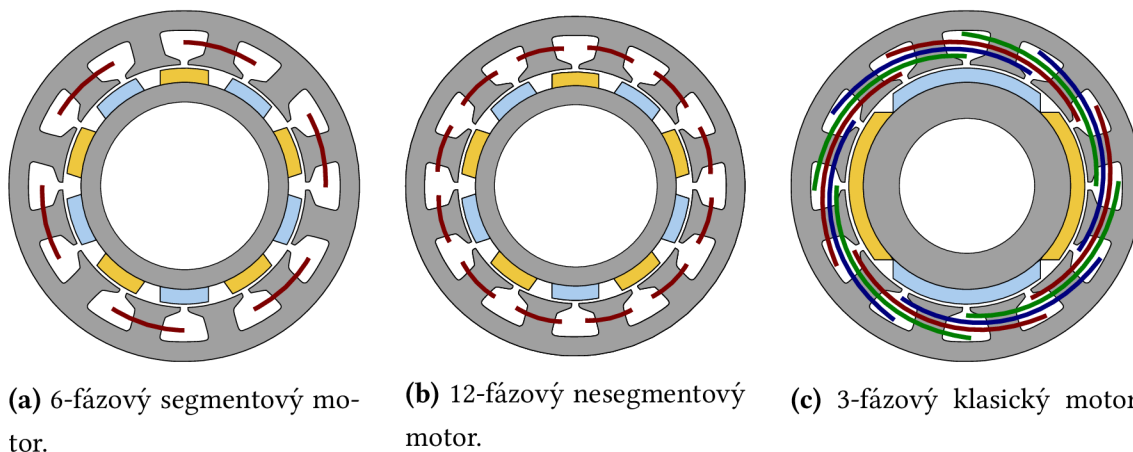 (a) 6-fázový segmentový mo-
tor.
(b) 12-fázový nesegmentový
motor.
(c) 3-fázový klasický motor